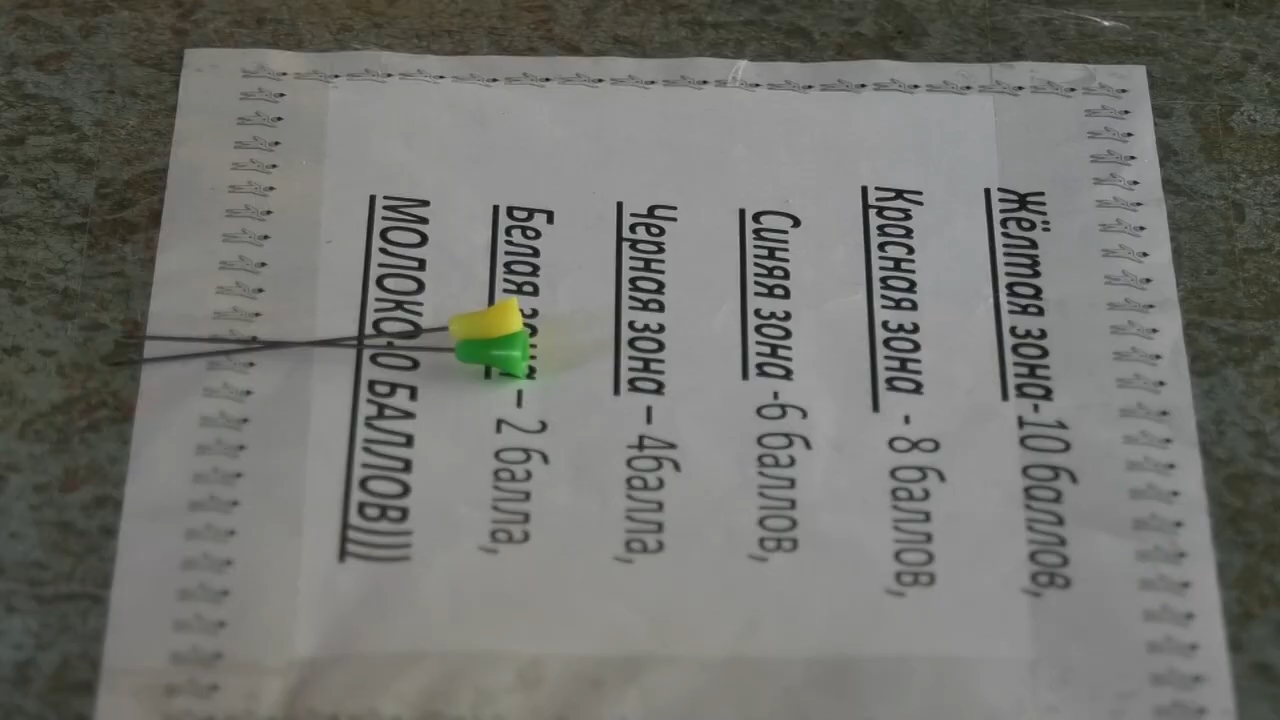 Жёлтая зона-10 баллов,
Красная зона - 8 баллов,
Синяя зона -6 баллов,
Черная зона – 4балла,
Белая зона – 2 балла,
МОЛОКО-0 БАЛЛОВ))))